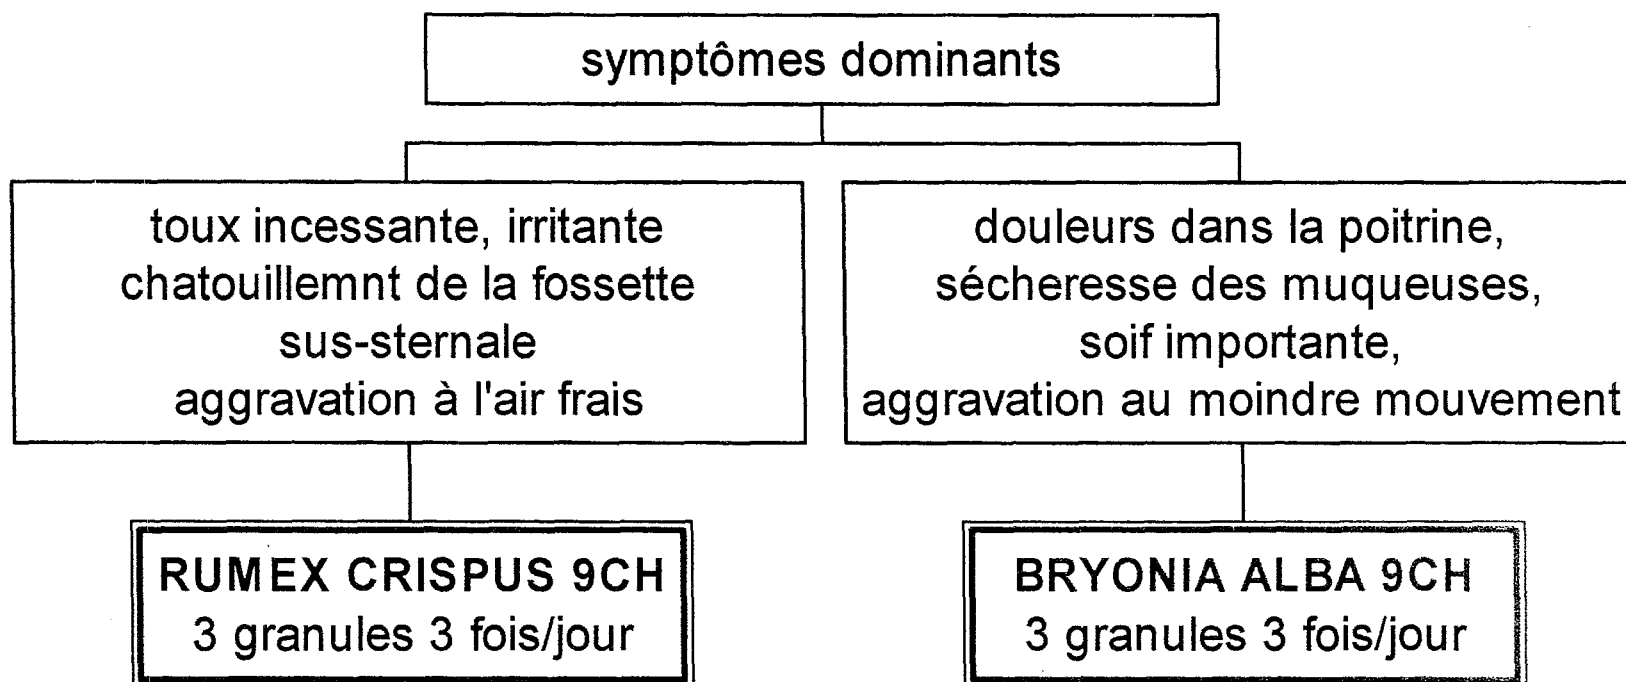 symptômes dominants
toux incessante, irritante
chatouillemnt de la fossette
sus-sternale
aggravation à l'air frais
douleurs dans la poitrine,
sécheresse des muqueuses,
soif importante,
aggravation au moindre mouvement
RUMEX CRISPUS 9CH
3 granules 3 fois/jour
BRYONIA ALBA 9CH
3 granules 3 fois/jour